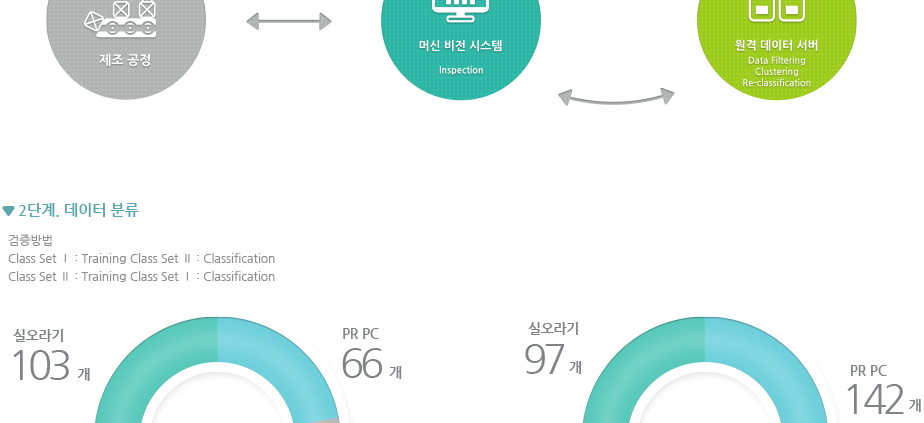 제조 공정
머신 비전 시스템
Inspection
원격 데이터 서버
Data Filtering
Clustering
Re-classification
▼ 2단계. 데이터 분류
검증방법
Class Set Ⅰ : Training Class Set Ⅱ : Classification
Class Set Ⅱ : Training Class Set Ⅰ : Classification
실오라기
103 개
PR PC
66 개
실오라기
97 개
PR PC
142 개